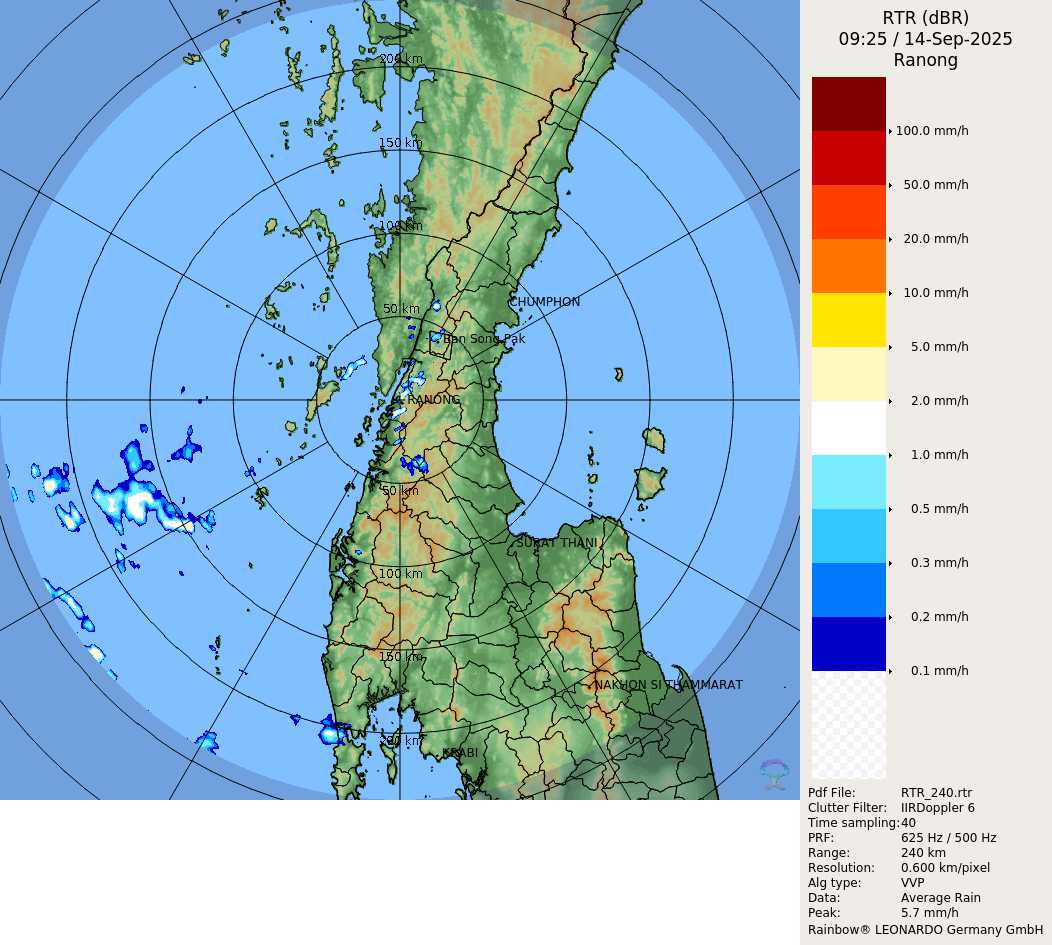 RTR (dBR)
09:25 / 14-Sep-2025
Ranong
200 km
150 km
100 km
50 km
CHUMPHON
Ban Song Pak
RANONG
50 km
SURAT THANI
100 km
150 km
NAKHON SI THAMMARAT
200 km
KRABI
100.0 mm/h
50.0 mm/h
20.0 mm/h
10.0 mm/h
5.0 mm/h
2.0 mm/h
1.0 mm/h
0.5 mm/h
0.3 mm/h
0.2 mm/h
0.1 mm/h
Pdf File: RTR_240.rtr
Clutter Filter: IIRDoppler 6
Time sampling:40
PRF: 625 Hz / 500 Hz
Range: 240 km
Resolution: 0.600 km/pixel
Alg type: VVP
Data: Average Rain
Peak: 5.7 mm/h
Rainbow® LEONARDO Germany GmbH